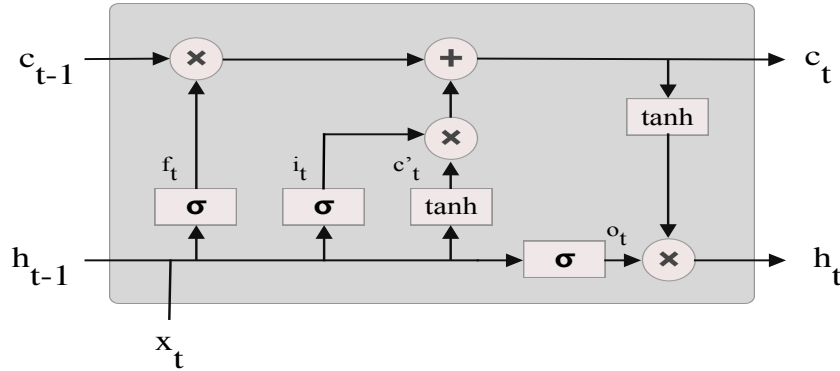 c t-1
×
+
c t
tanh
×
f t
i t
c' t
σ
σ
tanh
o t
h t-1
σ
×
h t
x t